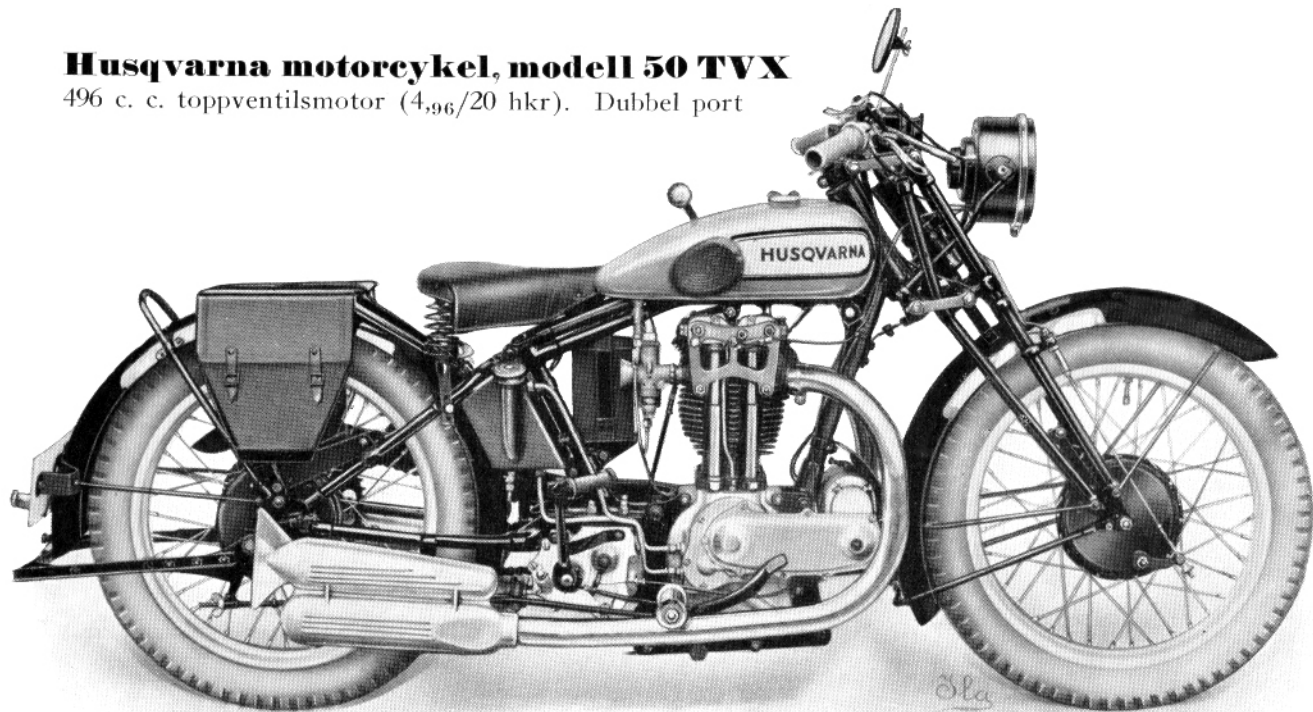 Husqvarna motorcykel, modell 50 TVX
496 c. c. toppventilsmotor (4,96/20 hkr). Dubbel port
HUSQVARNA